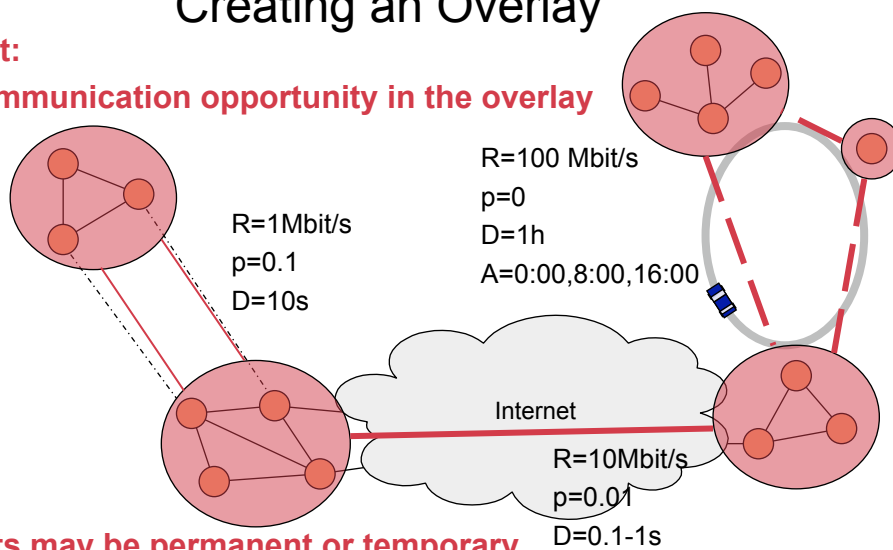 Creating an Overlay
t:
mmunication opportunity in the overlay
R=100 Mbit/s
p=0
D=1h
A=0:00,8:00,16:00
R=1Mbit/s
p=0.1
D=10s
Internet
R=10Mbit/s
p=0.01
D=0.1-1s
rs may be permanent or temporary